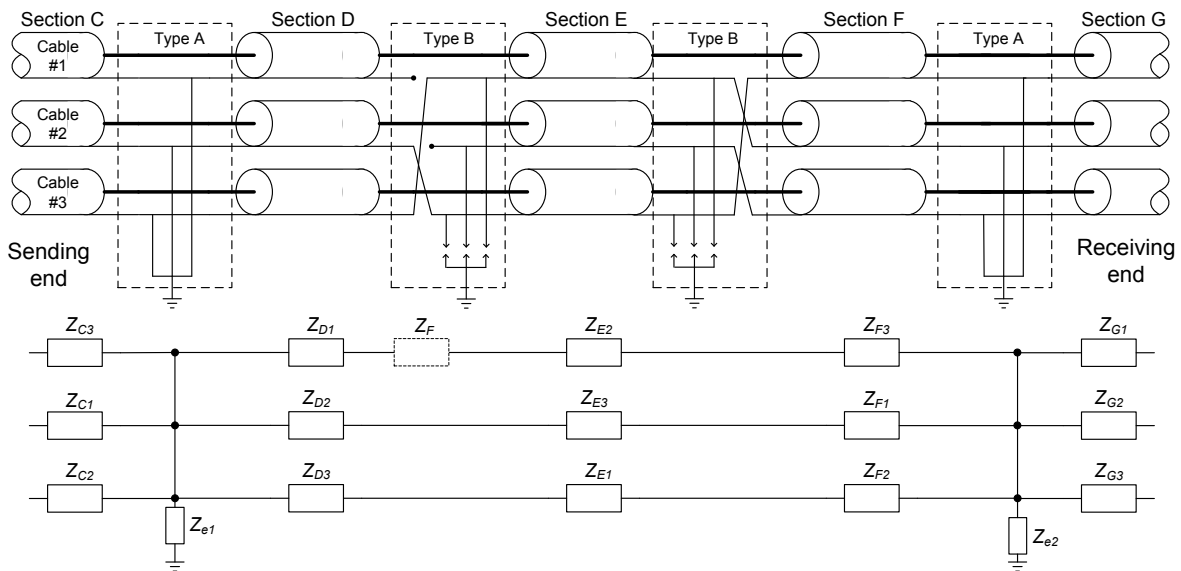 Section C Section D Section E Section F Section G
Type A Type B Type B Type A
Cable #1
Cable #2
Cable #3
Sending end
Receiving end
Z_C3 Z_D1 Z_F Z_E2 Z_F3 Z_G1
Z_C1 Z_D2 Z_E3 Z_F1 Z_G2
Z_C2 Z_D3 Z_E1 Z_F2 Z_G3
Z_e1 Z_e2